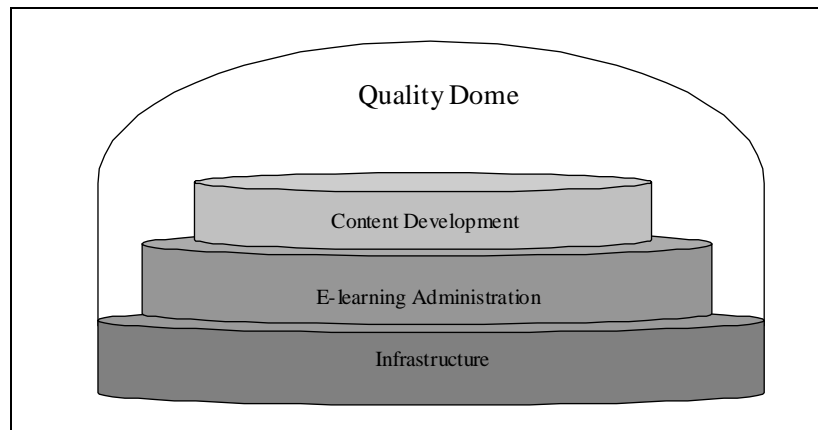 Quality Dome
Content Development
E-learning Administration
Infrastructure